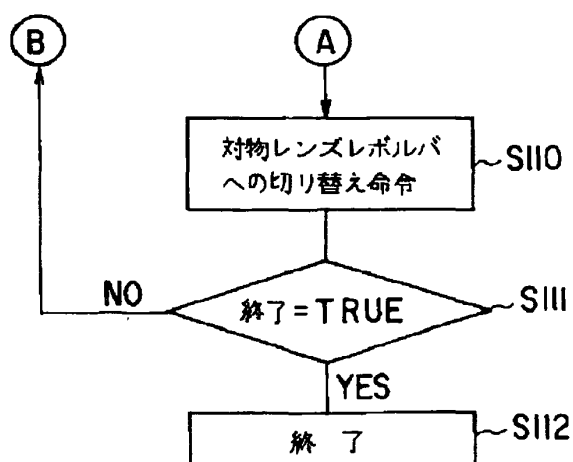 B
A
対物レンズレボルバ
への切り替え命令
S110
終了=TRUE
S111
NO
YES
終 了
S112